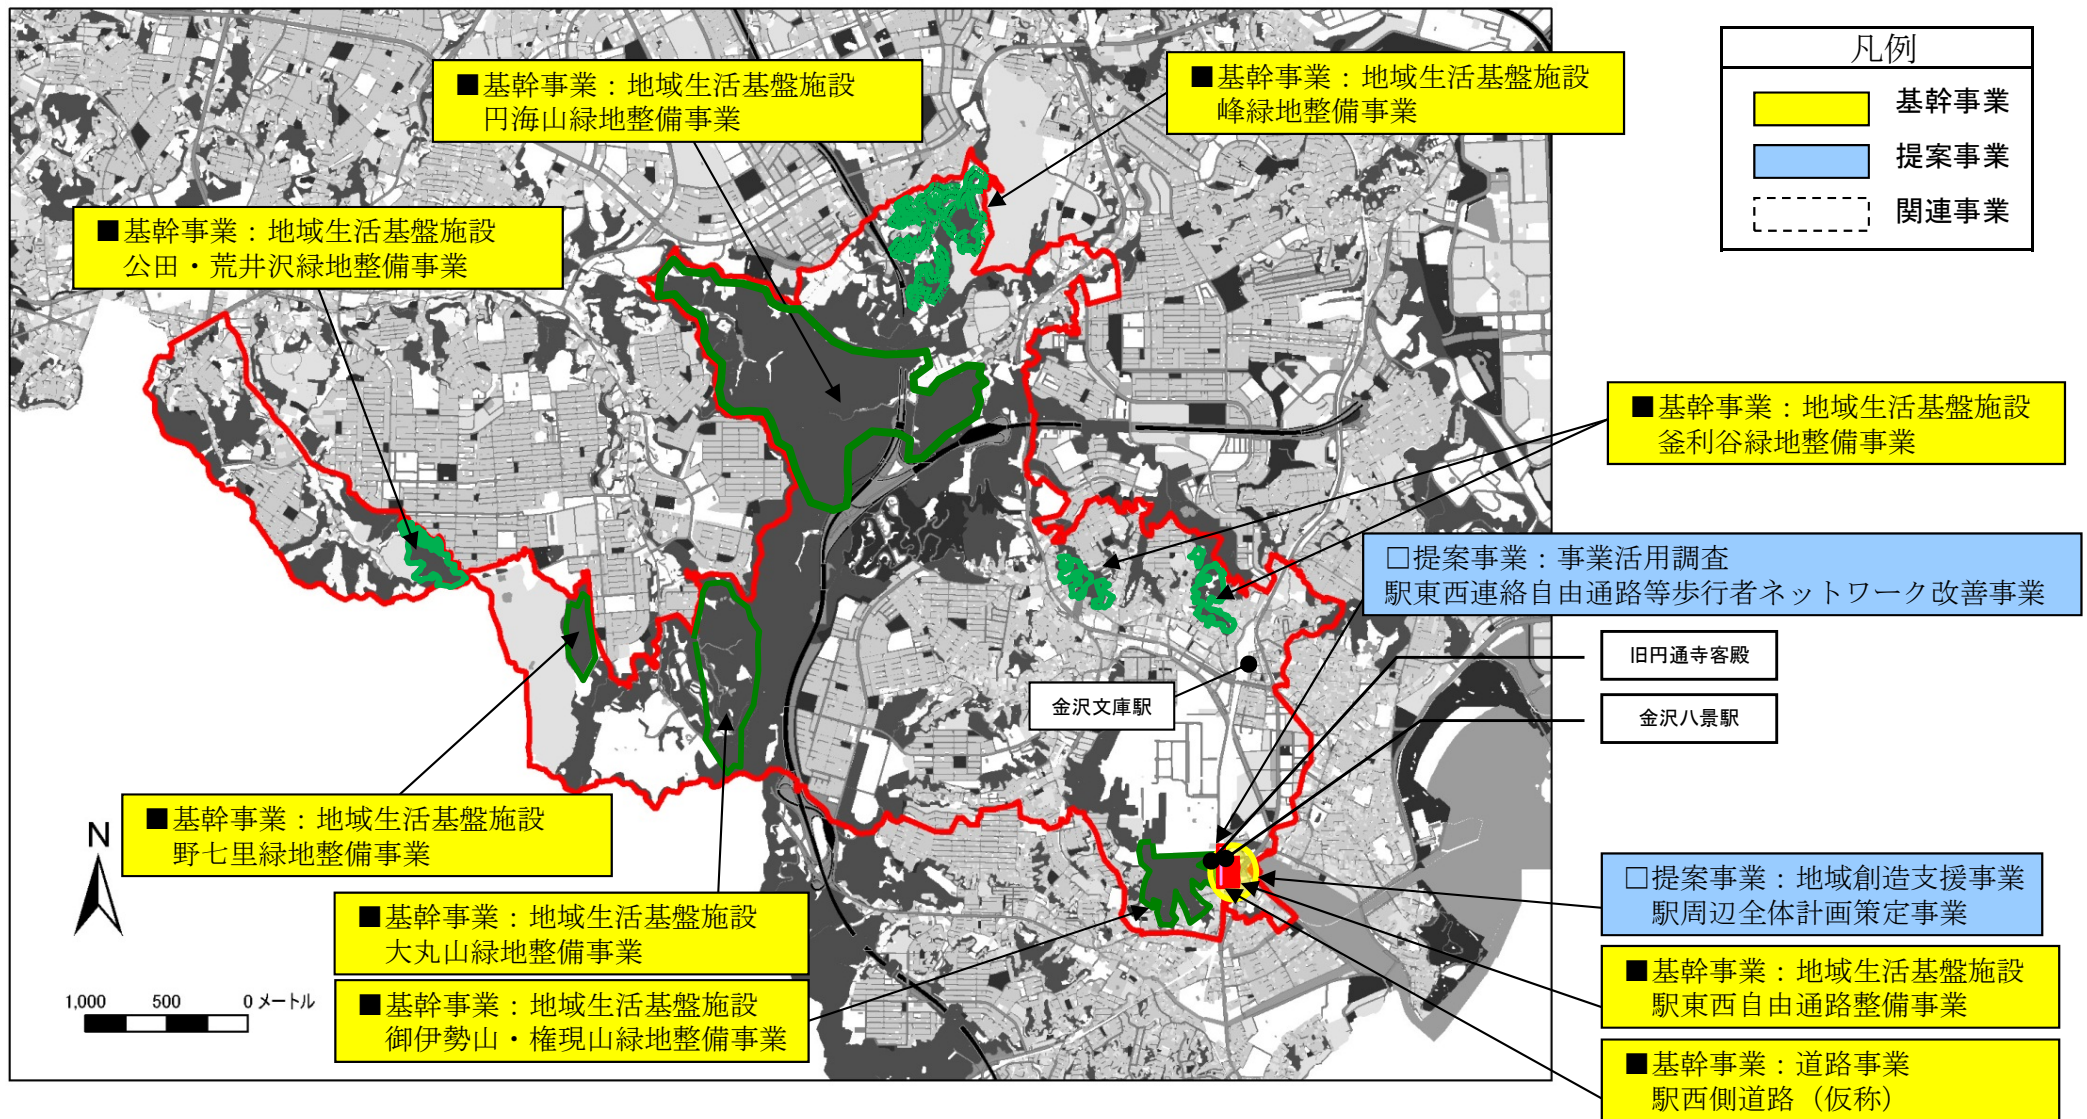 凡例
基幹事業
提案事業
関連事業
■基幹事業：地域生活基盤施設
円海山緑地整備事業
■基幹事業：地域生活基盤施設
峰緑地整備事業
■基幹事業：地域生活基盤施設
公田・荒井沢緑地整備事業
■基幹事業：地域生活基盤施設
釜利谷緑地整備事業
□提案事業：事業活用調査
駅東西連絡自由通路等歩行者ネットワーク改善事業
旧円通寺客殿
金沢文庫駅
金沢八景駅
■基幹事業：地域生活基盤施設
野七里緑地整備事業
N
□提案事業：地域創造支援事業
駅周辺全体計画策定事業
■基幹事業：地域生活基盤施設
大丸山緑地整備事業
■基幹事業：地域生活基盤施設
駅東西自由通路整備事業
1,000 500 0 メートル
■基幹事業：地域生活基盤施設
御伊勢山・権現山緑地整備事業
■基幹事業：道路事業
駅西側道路（仮称）